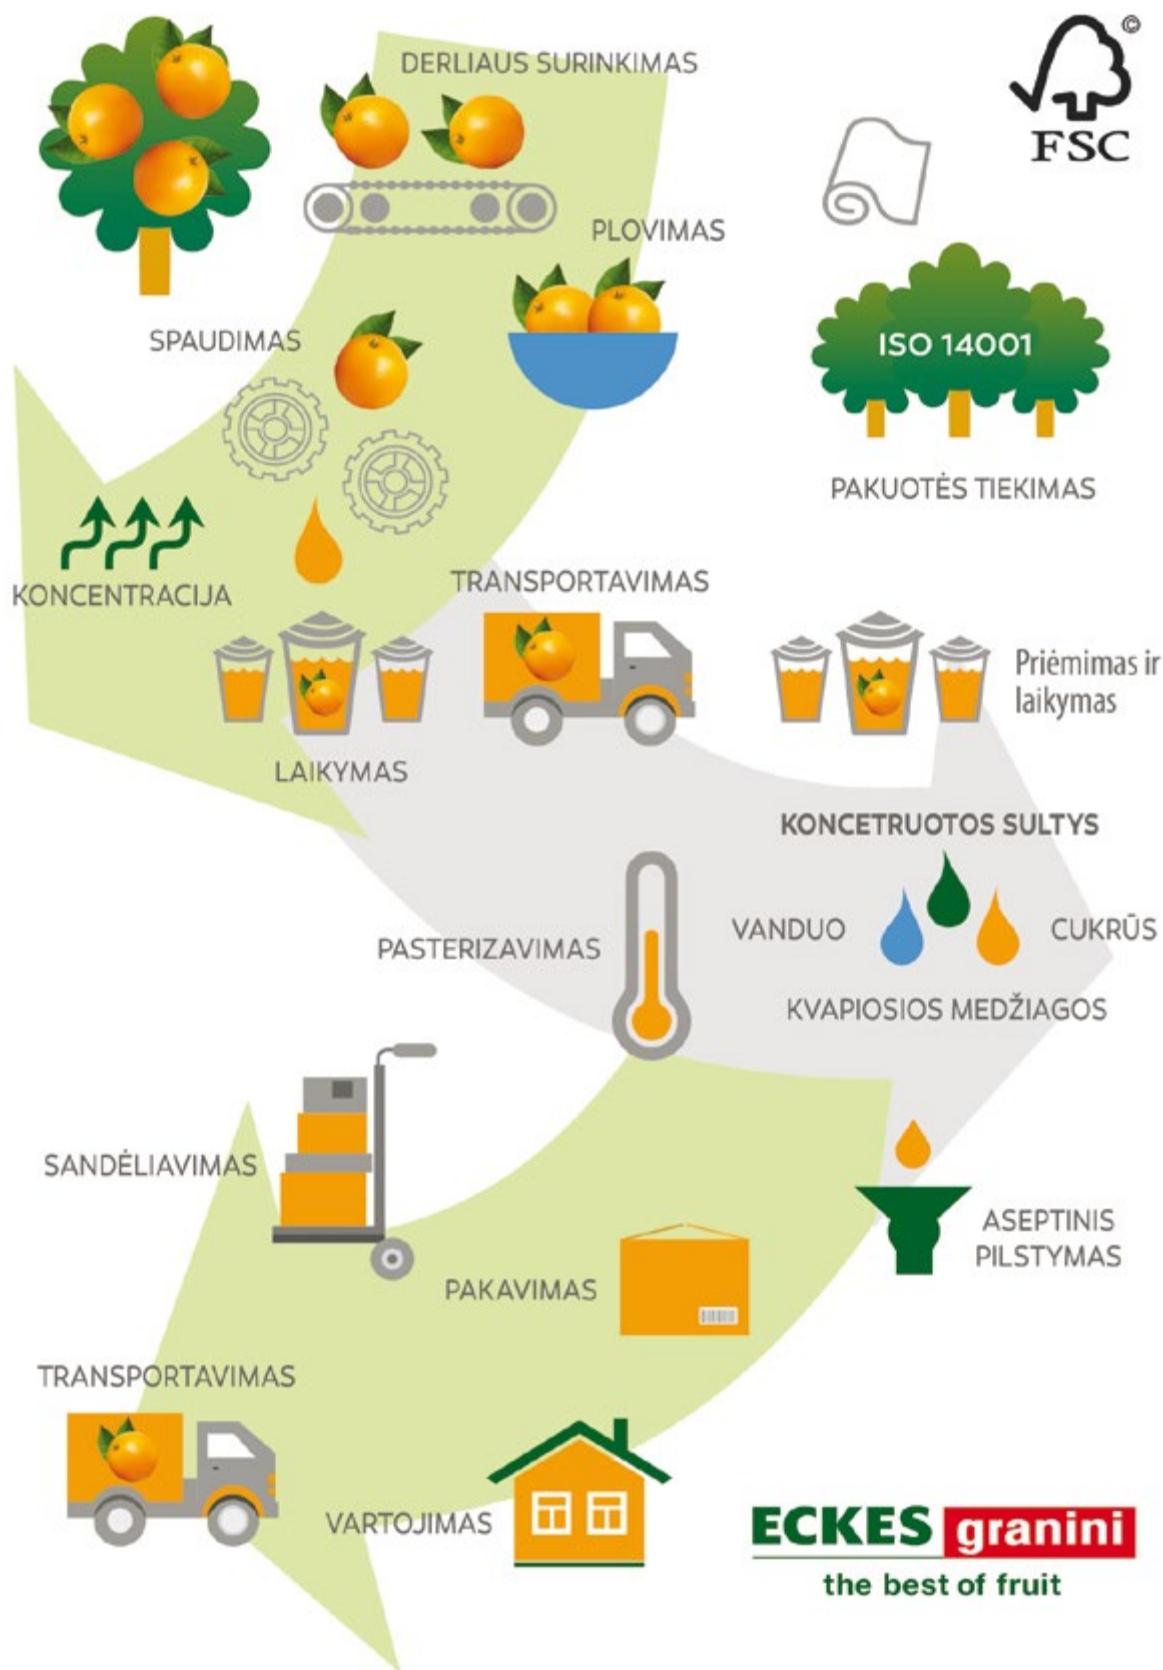 DERLIAUS SURINKIMAS
©
FSC
PLOVIMAS
SPAUDIMAS
ISO 14001
PAKUOTĖS TIEKIMAS
KONCENTRACIJA
TRANSPORTAVIMAS
Priėmimas ir
laikymas
LAIKYMAS
KONCETRUOTOS SULTYS
VANDUO
CUKRŪS
PASTERIZAVIMAS
KVAPIOSIOS MEDŽIAGOS
SANDĖLIAVIMAS
ASEPTINIS
PILSTYMAS
PAKAVIMAS
TRANSPORTAVIMAS
VARTOJIMAS
ECKES granini
the best of fruit